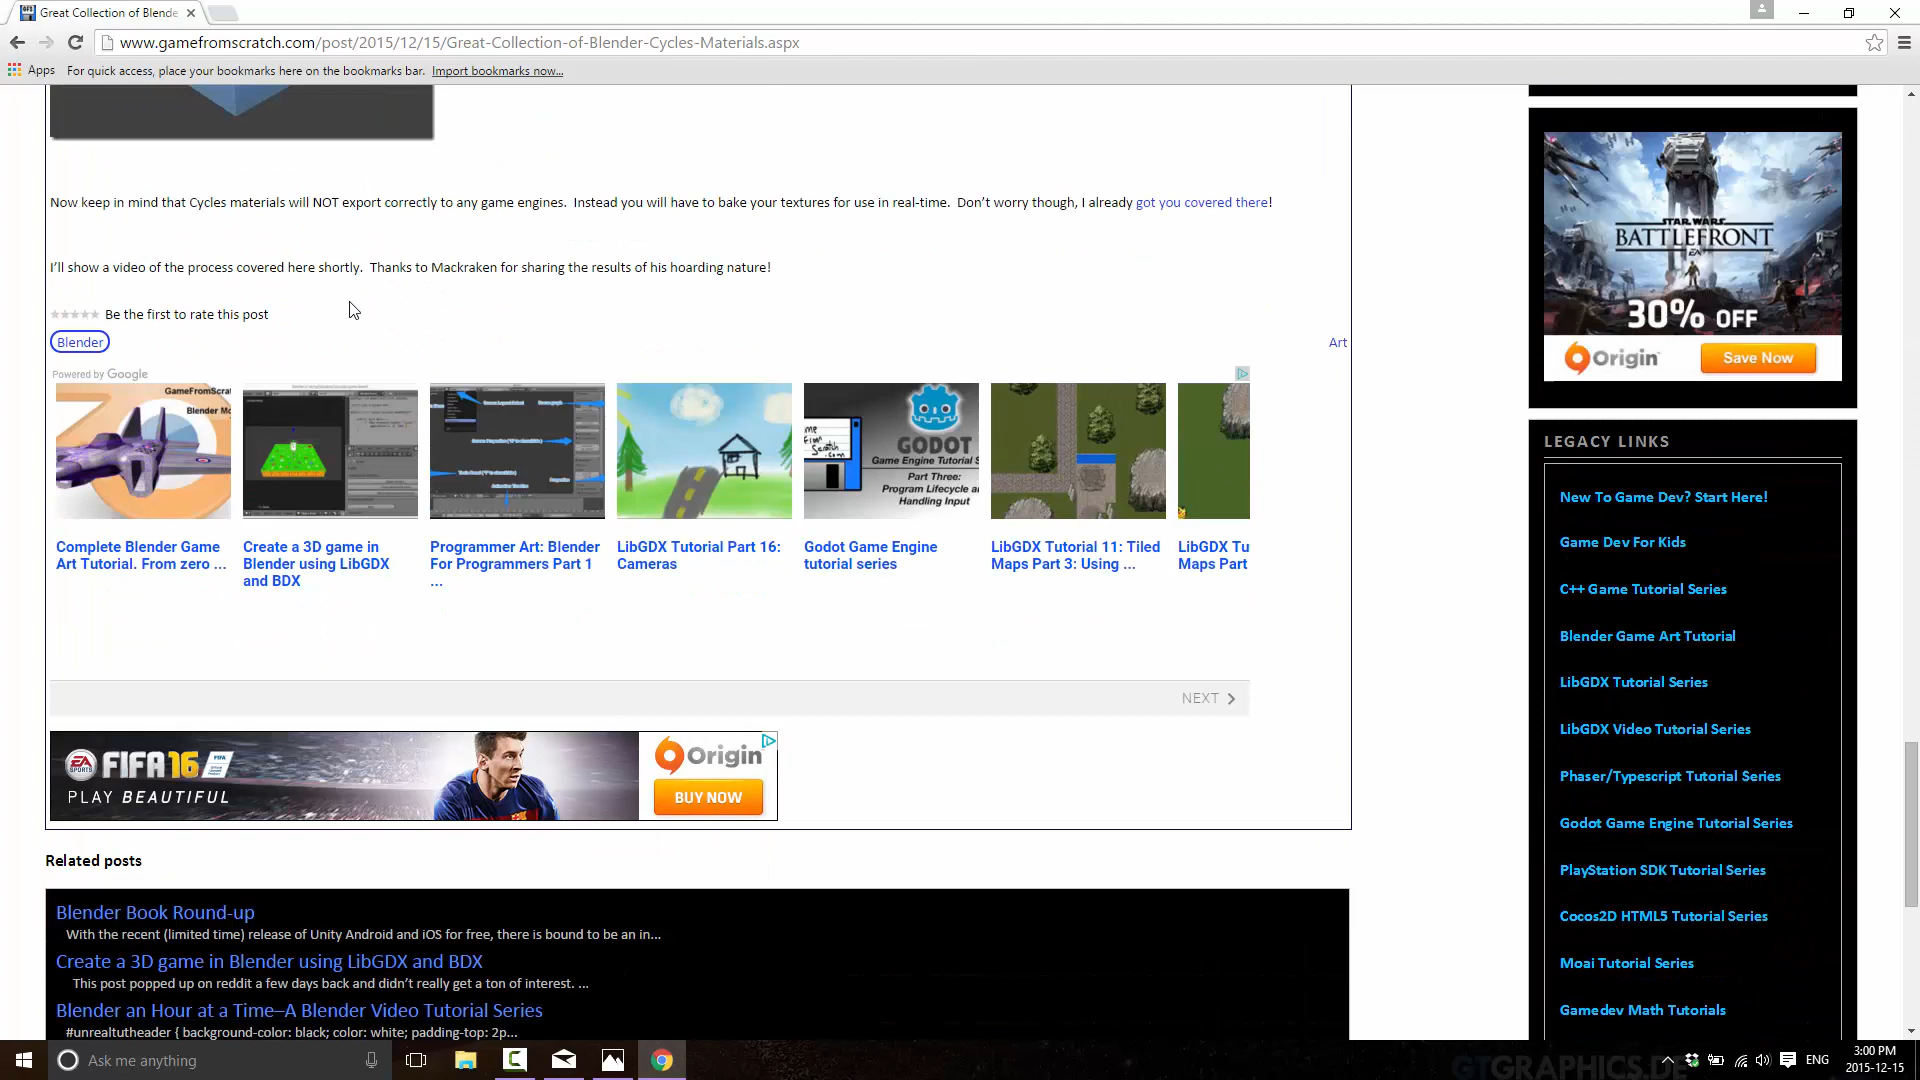 Great Collection of Blende
www.gamefromscratch.com/post/2015/12/15/Great-Collection-of-Blender-Cycles-Materials.aspx
Apps For quick access, place your bookmarks here on the bookmarks bar. Import bookmarks now...
Now keep in mind that Cycles materials will NOT export correctly to any game engines. Instead you will have to bake your textures for use in real-time. Don't worry though, I already got you covered there!
I'll show a video of the process covered here shortly. Thanks to Mackraken for sharing the results of his hoarding nature!
Be the first to rate this post
Blender
Art
Powered by Google
GameFromScrat
Blender Mo
GODOT
Game Engine Tutorial S
Part Three:
Program Lifecycle a
Handling Input
Complete Blender Game
Art Tutorial. From zero ...
Create a 3D game in
Blender using LibGDX
and BDX
Programmer Art: Blender
For Programmers Part 1
...
LibGDX Tutorial Part 16:
Cameras
Godot Game Engine
tutorial series
LibGDX Tutorial 11: Tiled
Maps Part 3: Using ...
LibGDX Tu
Maps Part
NEXT
EA SPORTS
FIFA 16
PLAY BEAUTIFUL
Origin
BUY NOW
Related posts
Blender Book Round-up
With the recent (limited time) release of Unity Android and iOS for free, there is bound to be an in...
Create a 3D game in Blender using LibGDX and BDX
This post popped up on reddit a few days back and didn't really get a ton of interest. ...
Blender an Hour at a Time–A Blender Video Tutorial Series
#unrealtutheader { background-color: black; color: white; padding-top: 2p...
STAR WARS
BATTLEFRONT
30% OFF
Origin
Save Now
LEGACY LINKS
New To Game Dev? Start Here!
Game Dev For Kids
C++ Game Tutorial Series
Blender Game Art Tutorial
LibGDX Tutorial Series
LibGDX Video Tutorial Series
Phaser/Typescript Tutorial Series
Godot Game Engine Tutorial Series
PlayStation SDK Tutorial Series
Cocos2D HTML5 Tutorial Series
Moai Tutorial Series
Gamedev Math Tutorials
Ask me anything
GTGRAPHICS.DE
ENG
3:00 PM
2015-12-15